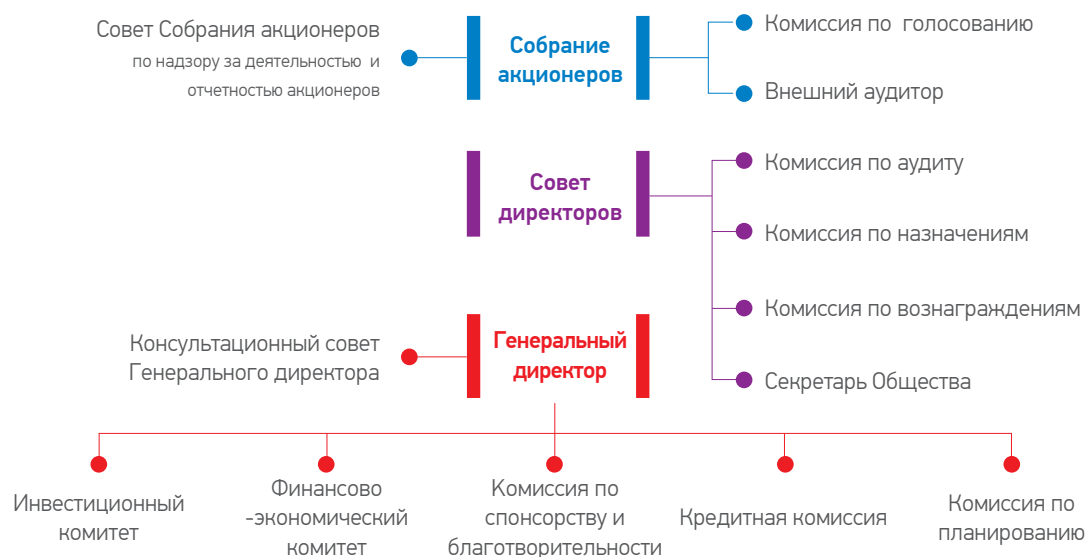 Совет Собрания акционеров
по надзору за деятельностью и
отчетностью акционеров
Собрание
акционеров
Комиссия по голосованию
Внешний аудитор
Совет
директоров
Комиссия по аудиту
Комиссия по назначениям
Комиссия по вознаграждениям
Секретарь Общества
Консультационный совет
Генерального директора
Генеральный
директор
Инвестиционный
комитет
Финансово
-экономический
комитет
Комиссия по
спонсорству и
благотворительности
Кредитная комиссия
Комиссия по
планированию